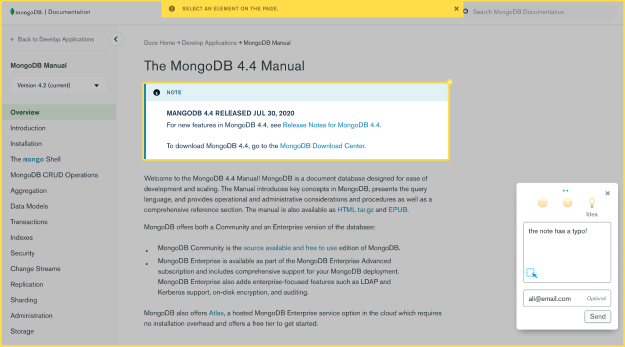 mongoDB. | Documentation
SELECT AN ELEMENT ON THE PAGE.
Search MongoDB Documentation
Back to Develop Applications
MongoDB Manual
Version 4.2 (current)
Overview
Introduction
Installation
The mongo Shell
MongoDB CRUD Operations
Aggregation
Data Models
Transactions
Indexes
Security
Change Streams
Replication
Sharding
Administration
Storage
Docs Home → Develop Applications → MongoDB Manual
The MongoDB 4.4 Manual
NOTE
MANGODB 4.4 RELEASED JUL 30, 2020
For new features in MongoDB 4.4, see Release Notes for MongoDB 4.4.
To download MongoDB 4.4, go to the MongoDB Download Center.
Welcome to the MongoDB 4.4 Manual! MongoDB is a document database designed for ease of
development and scaling. The Manual introduces key concepts in MongoDB, presents the query
language, and provides operational and administrative considerations and procedures as well as a
comprehensive reference section. The manual is also available as HTML tar.gz and EPUB.
MongoDB offers both a Community and an Enterprise version of the database:
• MongoDB Community is the source available and free to use edition of MongoDB.
• MongoDB Enterprise is available as part of the MongoDB Enterprise Advanced
subscription and includes comprehensive support for your MongoDB deployment.
MongoDB Enterprise also adds enterprise-focused features such as LDAP and
Kerberos support, on-disk encryption, and auditing.
MongoDB also offers Atlas, a hosted MongoDB Enterprise service option in the cloud which requires
no installation overhead and offers a free tier to get started.
Idea
the note has a typo!
ali@email.com Optional
Send